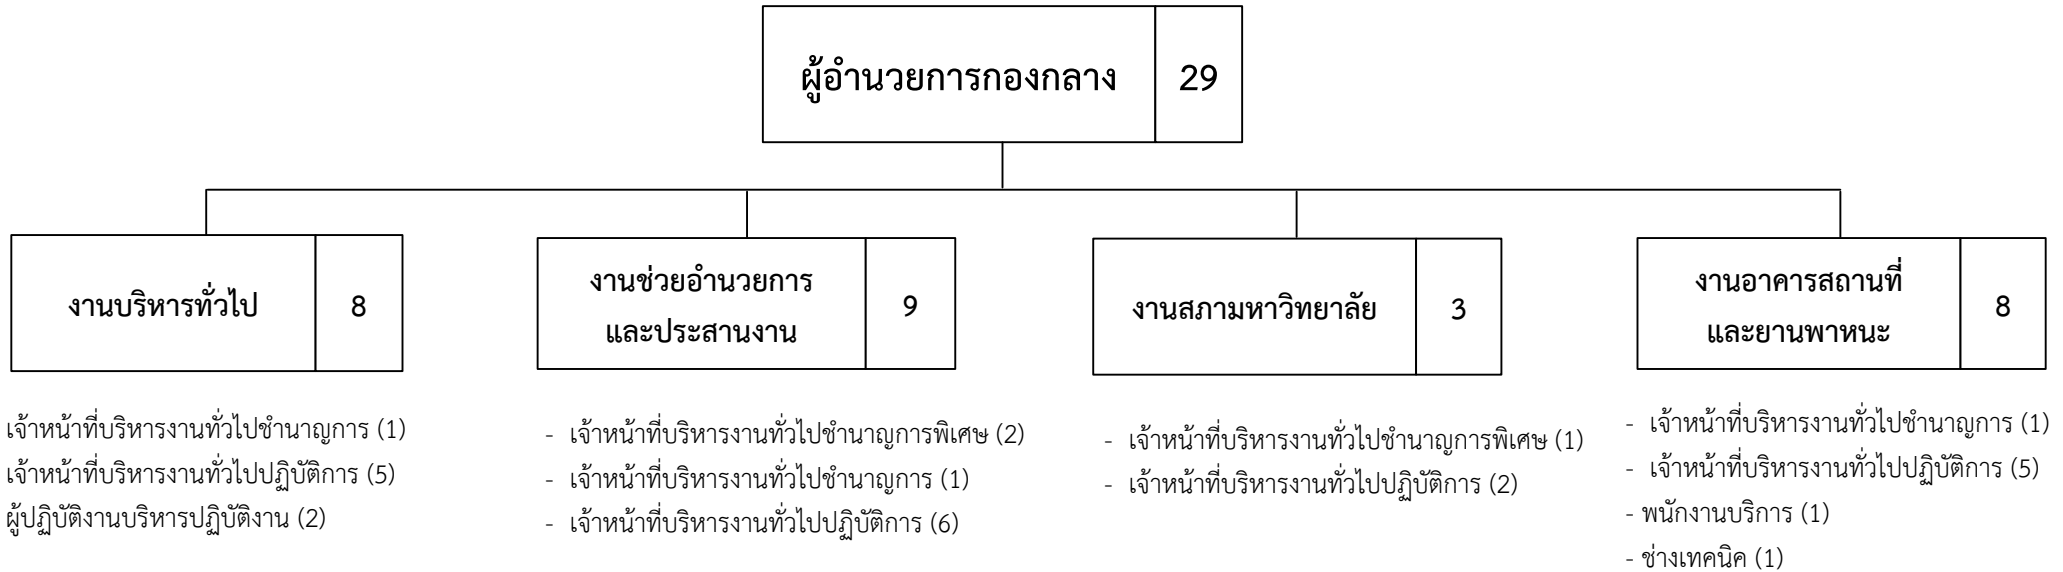 ผู้อำนวยการกองกลาง 29
งานบริหารทั่วไป 8
เจ้าหน้าที่บริหารงานทั่วไปชำนาญการ (1)
เจ้าหน้าที่บริหารงานทั่วไปปฏิบัติการ (5)
ผู้ปฏิบัติงานบริหารปฏิบัติงาน (2)
งานช่วยอำนวยการ
และประสานงาน 9
- เจ้าหน้าที่บริหารงานทั่วไปชำนาญการพิเศษ (2)
- เจ้าหน้าที่บริหารงานทั่วไปชำนาญการ (1)
- เจ้าหน้าที่บริหารงานทั่วไปปฏิบัติการ (6)
งานสภามหาวิทยาลัย 3
- เจ้าหน้าที่บริหารงานทั่วไปชำนาญการพิเศษ (1)
- เจ้าหน้าที่บริหารงานทั่วไปปฏิบัติการ (2)
งานอาคารสถานที่
และยานพาหนะ 8
- เจ้าหน้าที่บริหารงานทั่วไปชำนาญการ (1)
- เจ้าหน้าที่บริหารงานทั่วไปปฏิบัติการ (5)
- พนักงานบริการ (1)
- ช่างเทคนิค (1)